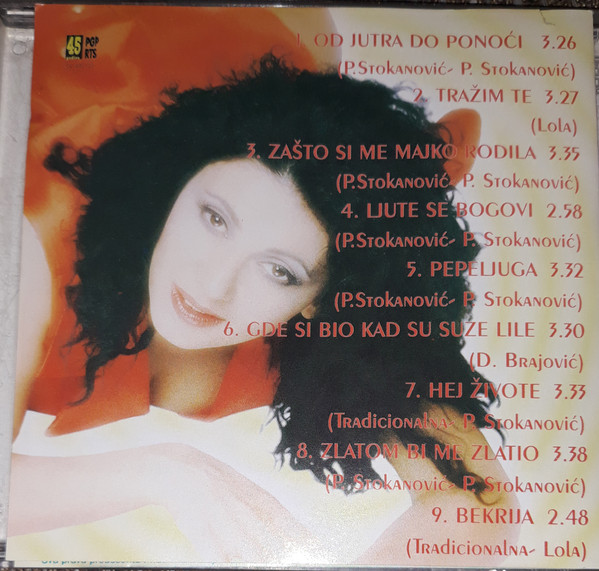 45 PGP
RTS
1. OD JUTRA DO PONOĆI 3.26
(P.Stokanović- P. Stokanović)
2. TRAŽIM TE 3.27
(Lola)
3. ZAŠTO SI ME MAJKO RODILA 3.35
(P.Stokanović- P. Stokanović)
4. LJUTE SE BOGOVI 2.58
(P.Stokanović- P. Stokanović)
5. PEPELJUGA 3.32
(P.Stokanović- P. Stokanović)
6. GDE SI BIO KAD SU SUZE LILE 3.30
(D. Brajović)
7. HEJ ŽIVOTE 3.33
(Tradicionalna- P. Stokanović)
8. ZLATOM BI ME ZLATIO 3.38
(P. Stokanović- P. Stokanović)
9. BEKRIJA 2.48
(Tradicionalna- Lola)